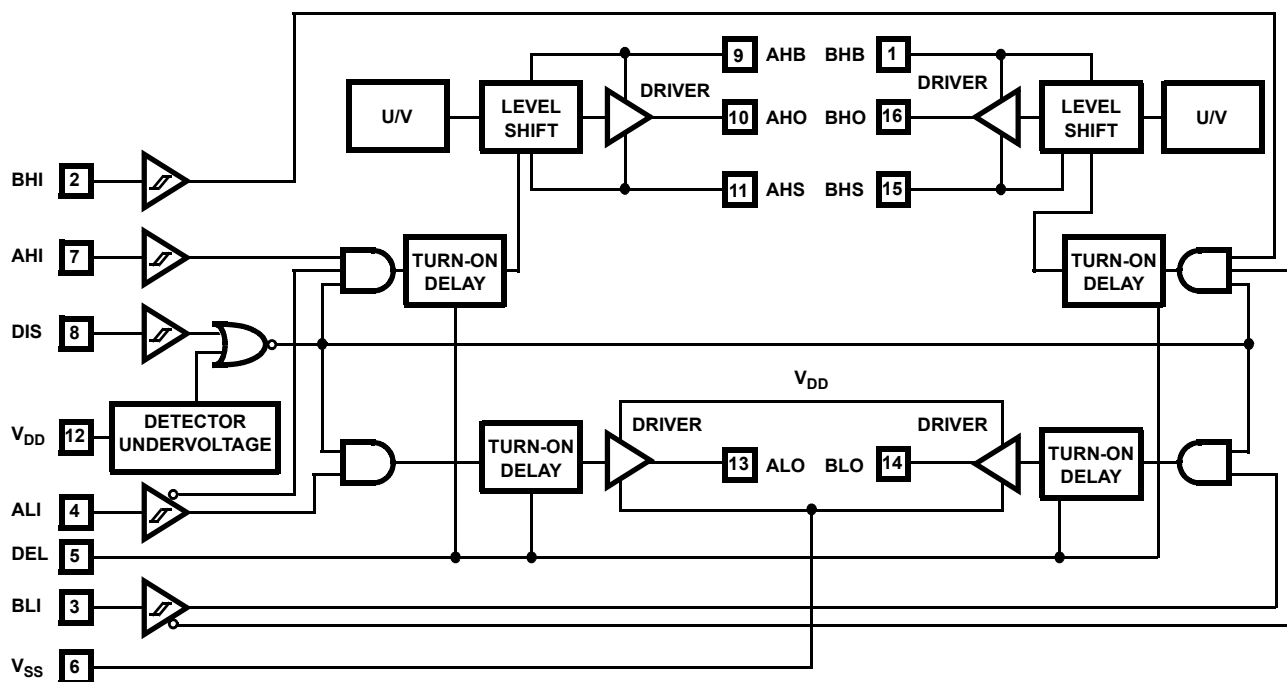 9 AHB BHB 1
DRIVER DRIVER
U/V LEVEL SHIFT 10 AHO BHO 16 LEVEL SHIFT U/V
BHI 2 11 AHS BHS 15
AHI 7 TURN-ON DELAY TURN-ON DELAY
DIS 8
VDD
VDD 12 DETECTOR UNDERVOLTAGE DRIVER DRIVER
TURN-ON DELAY 13 ALO BLO 14 TURN-ON DELAY
ALI 4
DEL 5
BLI 3
VSS 6